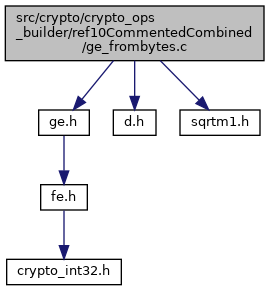 src/crypto/crypto_ops
_builder/ref10CommentedCombined
/ge_frombytes.c
ge.h
d.h
sqrtm1.h
fe.h
crypto_int32.h